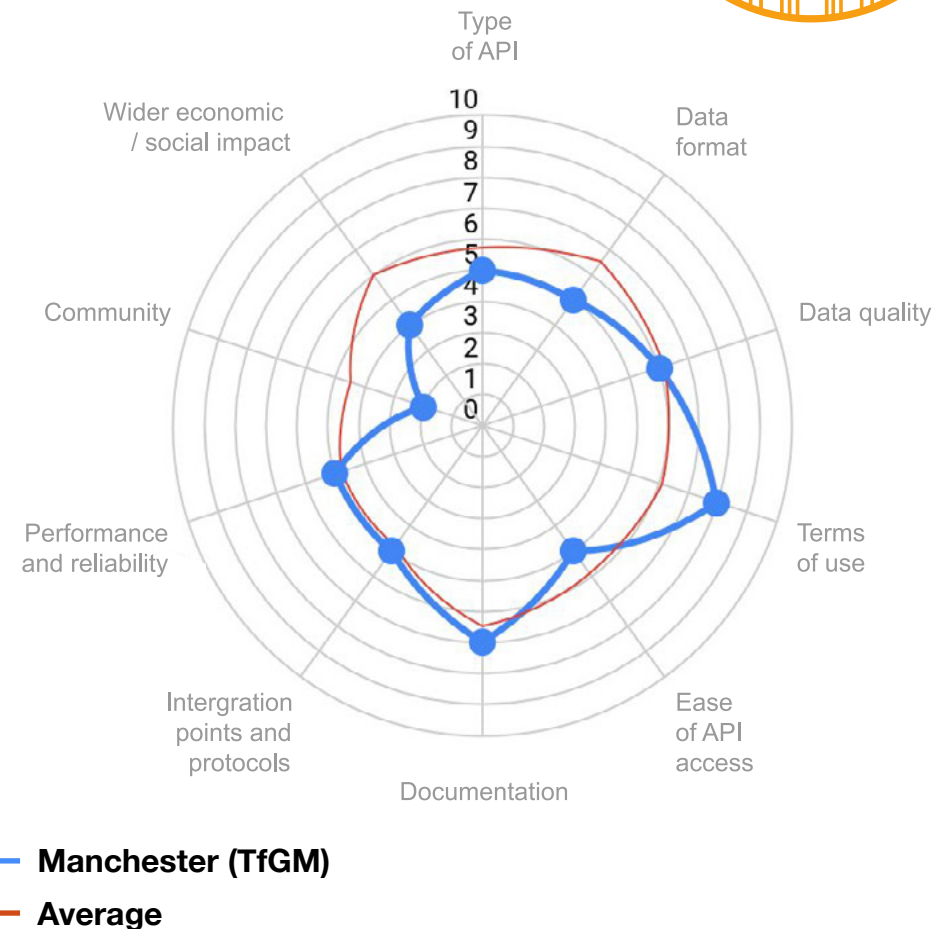 Type
of API
10
9
8
7
6
5
4
3
2
1
0
Wider economic
/ social impact
Data
format
Community
Data quality
Performance
and reliability
Terms
of use
Intergration
points and
protocols
Ease
of API
access
Documentation
Manchester (TfGM)
Average